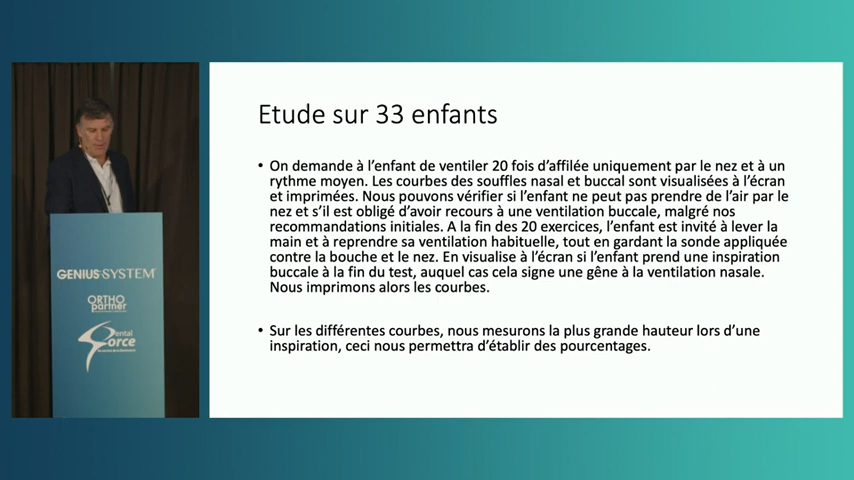 Etude sur 33 enfants
• On demande à l'enfant de ventiler 20 fois d'affilée uniquement par le nez et à un
rythme moyen. Les courbes des souffles nasal et buccal sont visualisées à l'écran
et imprimées. Nous pouvons vérifier si l'enfant ne peut pas prendre de l'air par le
nez et s'il est obligé d'avoir recours à une ventilation buccale, malgré nos
recommandations initiales. A la fin des 20 exercices, l'enfant est invité à lever la
main et à reprendre sa ventilation habituelle, tout en gardant la sonde appliquée
contre la bouche et le nez. En visualise à l'écran si l'enfant prend une inspiration
buccale à la fin du test, auquel cas cela signe une gêne à la ventilation nasale.
Nous imprimons alors les courbes.
• Sur les différentes courbes, nous mesurons la plus grande hauteur lors d'une
inspiration, ceci nous permettra d'établir des pourcentages.
GENIUS SYSTEM
ORTHO
partner
Dental
force